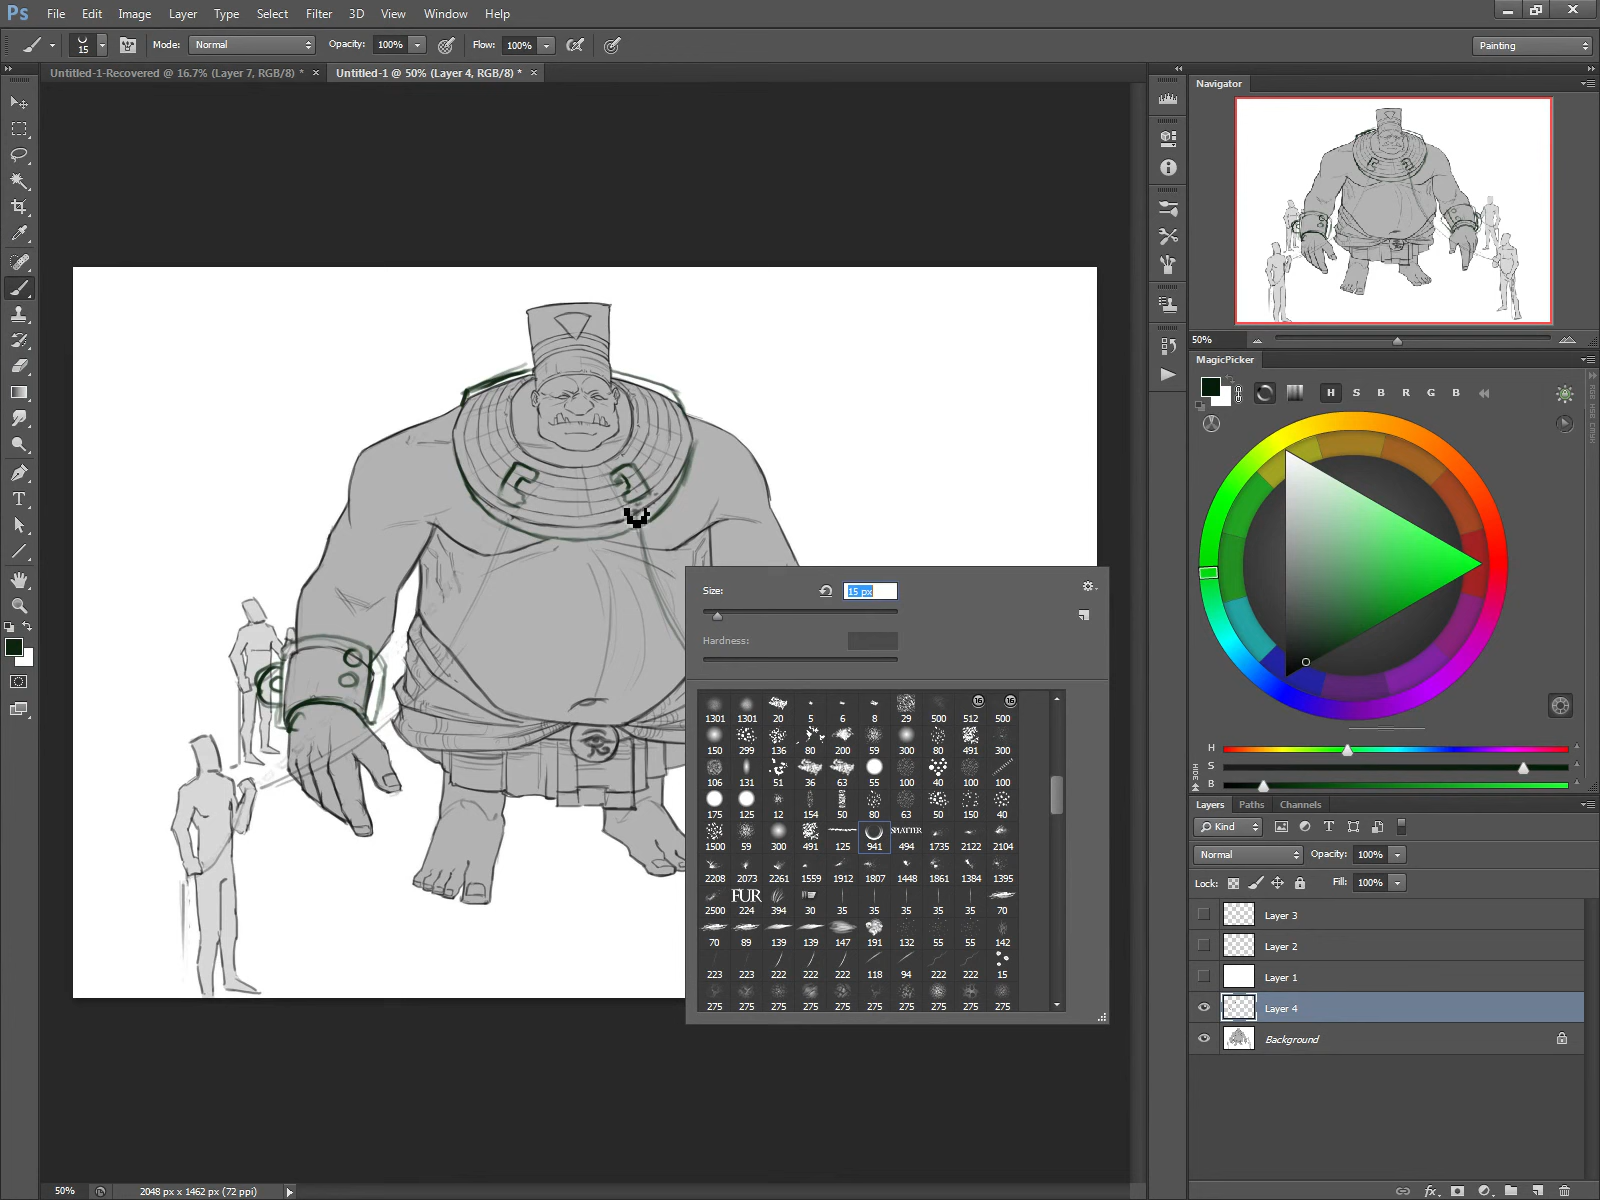 Ps File Edit Image Layer Type Select Filter 3D View Window Help
15 Mode: Normal Opacity: 100% Flow: 100% Painting
Untitled-1-Recovered @ 16.7% (Layer 7, RGB/8) * × Untitled-1 @ 50% (Layer 4, RGB/8) * ×
Navigator
50%
MagicPicker
H S B R G B
H
S
B
HIDE
Layers Paths Channels
Kind
Normal Opacity: 100%
Lock: Fill: 100%
Layer 3
Layer 2
Layer 1
Layer 4
Background
Size: 15 px
Hardness:
1301 1301 20 5 6 8 29 500 512 500
150 299 136 80 200 59 300 80 491 300
106 131 51 36 63 55 100 40 100 100
175 125 12 154 50 80 63 50 150 40
SPLATTER
1500 59 300 491 125 941 494 1735 2122 2104
2208 2073 2261 1559 1912 1807 1448 1861 1384 1395
FUR
2500 224 394 30 35 35 35 35 35 70
70 89 139 139 147 191 132 55 55 142
223 223 222 222 222 118 94 222 222 15
275 275 275 275 275 275 275 275 275 275
50% 2048 px x 1462 px (72 ppi)
fx